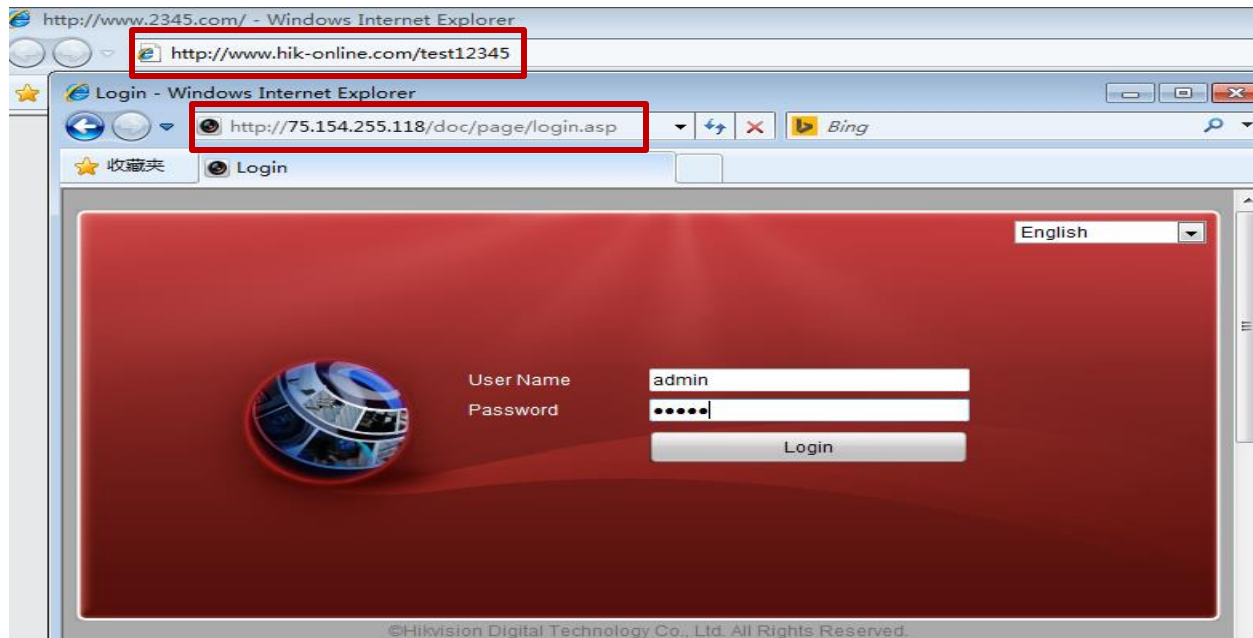 http://www.2345.com/ - Windows Internet Explorer
http://www.hik-online.com/test12345
Login - Windows Internet Explorer
http://75.154.255.118/doc/page/login.asp Bing
收藏夹 Login
English
User Name admin
Password •••••
Login
©Hikvision Digital Technology Co., Ltd. All Rights Reserved.